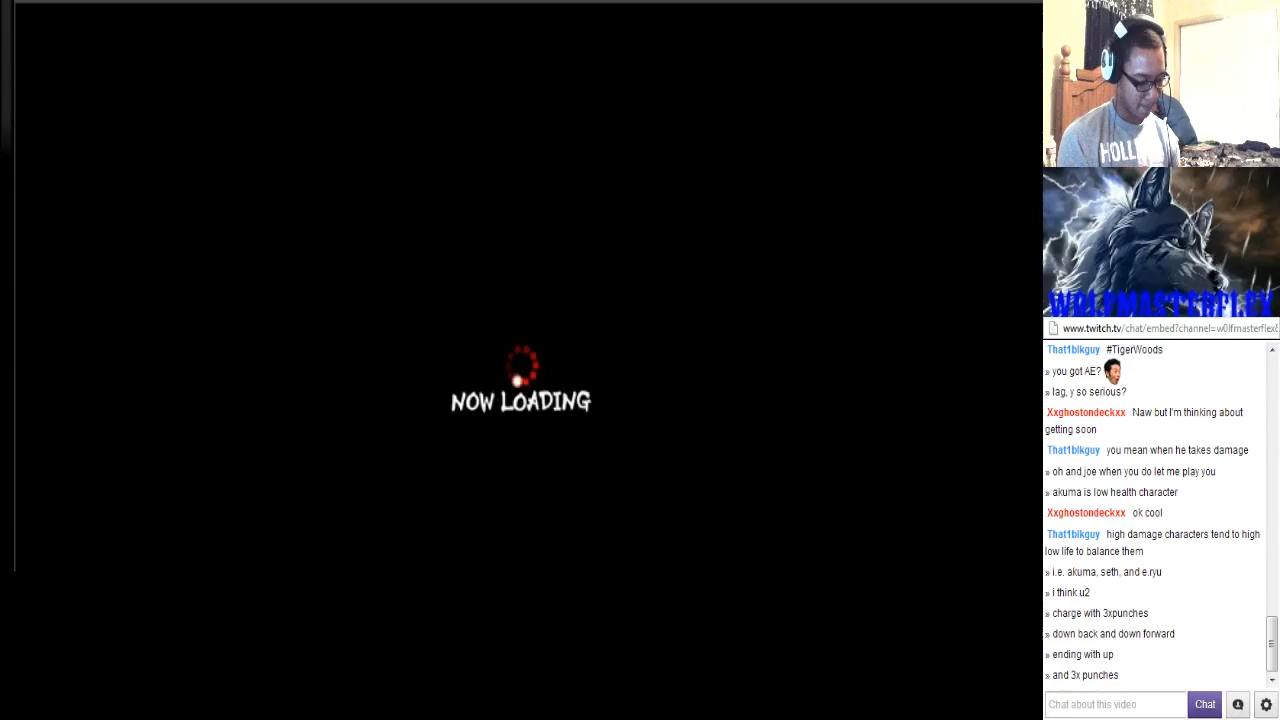 HOLL
W0LFMASTERFLEX
www.twitch.tv/chat/embed?channel=w0lfmasterflex&
That1blkguy #TigerWoods
» you got AE?
» lag, y so serious?
Xxghostondeckxx Naw but I'm thinking about
getting soon
That1blkguy you mean when he takes damage
» oh and joe when you do let me play you
» akuma is low health character
Xxghostondeckxx ok cool
That1blkguy high damage characters tend to high
low life to balance them
» i.e. akuma, seth, and e.ryu
» i think u2
» charge with 3xpunches
» down back and down forward
» ending with up
» and 3x punches
Chat about this video Chat
NOW LOADING